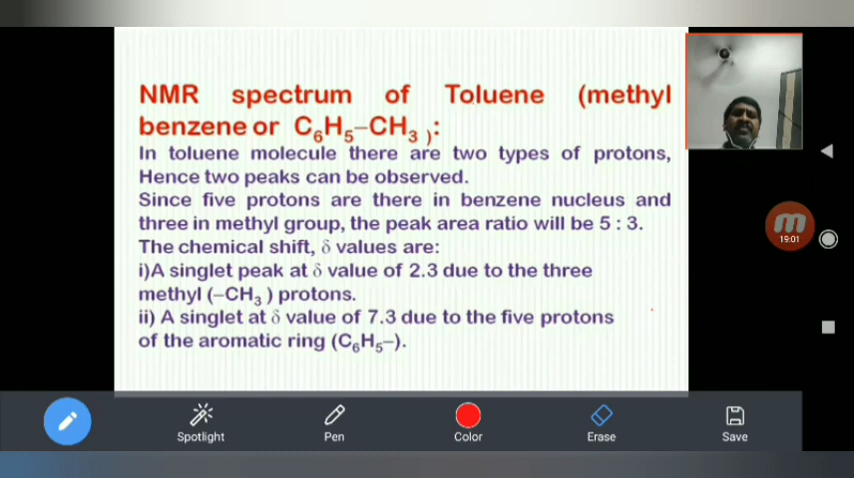 NMR spectrum of Toluene (methyl
benzene or C₆H₅–CH₃ ):
In toluene molecule there are two types of protons,
Hence two peaks can be observed.
Since five protons are there in benzene nucleus and
three in methyl group, the peak area ratio will be 5 : 3.
The chemical shift, δ values are:
i)A singlet peak at δ value of 2.3 due to the three
methyl (–CH₃ ) protons.
ii) A singlet at δ value of 7.3 due to the five protons
of the aromatic ring (C₆H₅–).
19:01
Spotlight
Pen
Color
Erase
Save